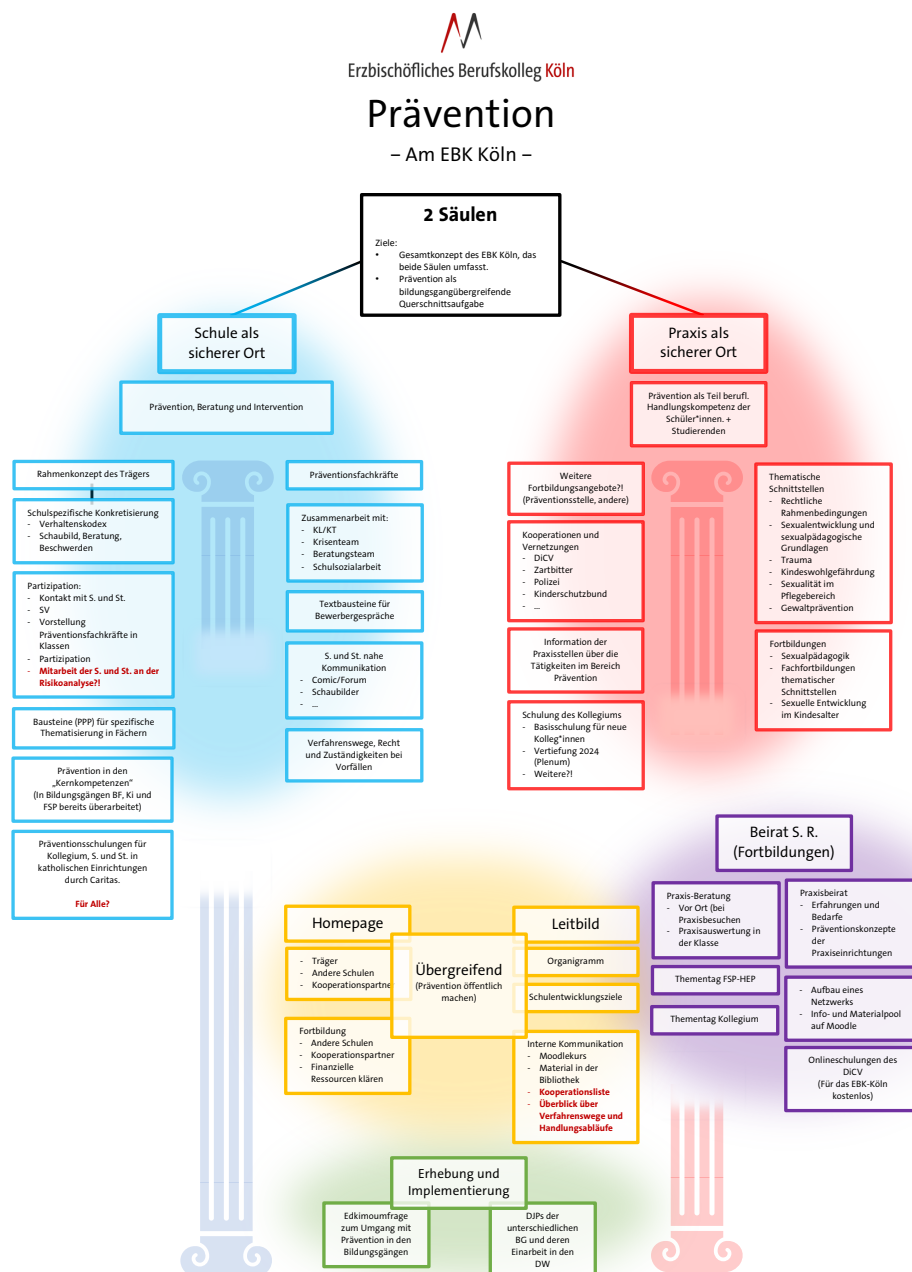 Erzbischöfliches Berufskolleg Köln
Prävention
– Am EBK Köln –
2 Säulen
Ziele:
• Gesamtkonzept des EBK Köln, das
beide Säulen umfasst.
• Prävention als
bildungsgangübergreifende
Querschnittsaufgabe
Schule als
sicherer Ort
Prävention, Beratung und Intervention
Rahmenkonzept des Trägers
Schulspezifische Konkretisierung
- Verhaltenskodex
- Schaubild, Beratung,
Beschwerden
Partizipation:
- Kontakt mit S. und St.
- SV
- Vorstellung
Präventionsfachkräfte in
Klassen
- Partizipation
- Mitarbeit der S. und St. an der
Risikoanalyse?!
Bausteine (PPP) für spezifische
Thematisierung in Fächern
Prävention in den
„Kernkompetenzen“
(In Bildungsgängen BF, Ki und
FSP bereits überarbeitet)
Präventionsschulungen für
Kollegium, S. und St. in
katholischen Einrichtungen
durch Caritas.
Für Alle?
Präventionsfachkräfte
Zusammenarbeit mit:
- KL/KT
- Krisenteam
- Beratungsteam
- Schulsozialarbeit
Textbausteine für
Bewerbergespräche
S. und St. nahe
Kommunikation
- Comic/Forum
- Schaubilder
- ...
Verfahrenswege, Recht
und Zuständigkeiten bei
Vorfällen
Praxis als
sicherer Ort
Prävention als Teil berufl.
Handlungskompetenz der
Schüler*innen. +
Studierenden
Weitere
Fortbildungsangebote?!
(Präventionsstelle, andere)
Kooperationen und
Vernetzungen
- DiCV
- Zartbitter
- Polizei
- Kinderschutzbund
- ...
Information der
Praxisstellen über die
Tätigkeiten im Bereich
Prävention
Schulung des Kollegiums
- Basisschulung für neue
Kolleg*innen
- Vertiefung 2024
(Plenum)
- Weitere?!
Thematische
Schnittstellen
- Rechtliche
Rahmenbedingungen
- Sexualentwicklung und
sexualpädagogische
Grundlagen
- Trauma
- Kindeswohlgefährdung
- Sexualität im
Pflegebereich
- Gewaltprävention
Fortbildungen
- Sexualpädagogik
- Fachfortbildungen
thematischer
Schnittstellen
- Sexuelle Entwicklung
im Kindesalter
Beirat S. R.
(Fortbildungen)
Praxis-Beratung
- Vor Ort (bei
Praxisbesuchen
- Praxisauswertung in
der Klasse
Thementag FSP-HEP
Thementag Kollegium
Praxisbeirat
- Erfahrungen und
Bedarfe
- Präventionskonzepte
der
Praxiseinrichtungen
- Aufbau eines
Netzwerks
- Info- und Materialpool
auf Moodle
Onlineschulungen des
DiCV
(Für das EBK-Köln
kostenlos)
Homepage
- Träger
- Andere Schulen
- Kooperationspartne
Fortbildung
- Andere Schulen
- Kooperationspartner
- Finanzielle
Ressourcen klären
Übergreifend
(Prävention öffentlich
machen)
Leitbild
Organigramm
Schulentwicklungsziele
Interne Kommunikation
- Moodlekurs
- Material in der
Bibliothek
- Kooperationsliste
- Überblick über
Verfahrenswege und
Handlungsabläufe
Erhebung und
Implementierung
Edkimoumfrage
zum Umgang mit
Prävention in den
Bildungsgängen
DJPs der
unterschiedlichen
BG und deren
Einarbeit in den
DW